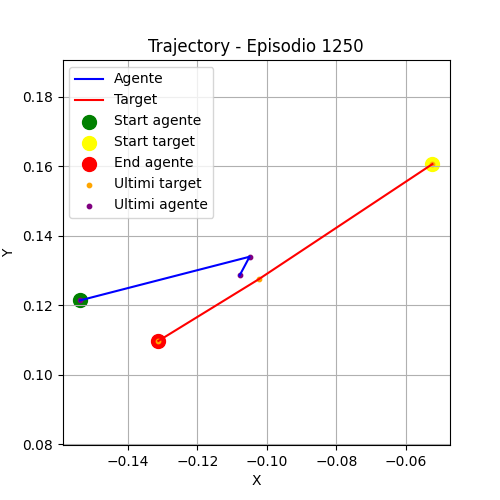 Trajectory - Episodio 1250
Agente
Target
Start agente
Start target
End agente
Ultimi target
Ultimi agente
0.18
0.16
0.14
0.12
0.10
0.08
Y
−0.14 −0.12 −0.10 −0.08 −0.06
X